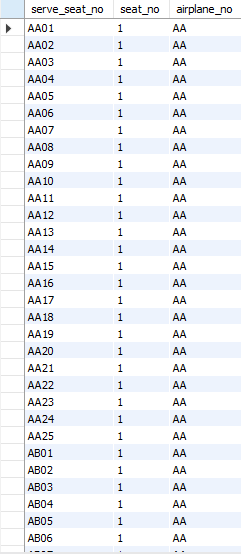 serve_seat_no seat_no airplane_no
AA01 1 AA
AA02 1 AA
AA03 1 AA
AA04 1 AA
AA05 1 AA
AA06 1 AA
AA07 1 AA
AA08 1 AA
AA09 1 AA
AA10 1 AA
AA11 1 AA
AA12 1 AA
AA13 1 AA
AA14 1 AA
AA15 1 AA
AA16 1 AA
AA17 1 AA
AA18 1 AA
AA19 1 AA
AA20 1 AA
AA21 1 AA
AA22 1 AA
AA23 1 AA
AA24 1 AA
AA25 1 AA
AB01 1 AA
AB02 1 AA
AB03 1 AA
AB04 1 AA
AB05 1 AA
AB06 1 AA